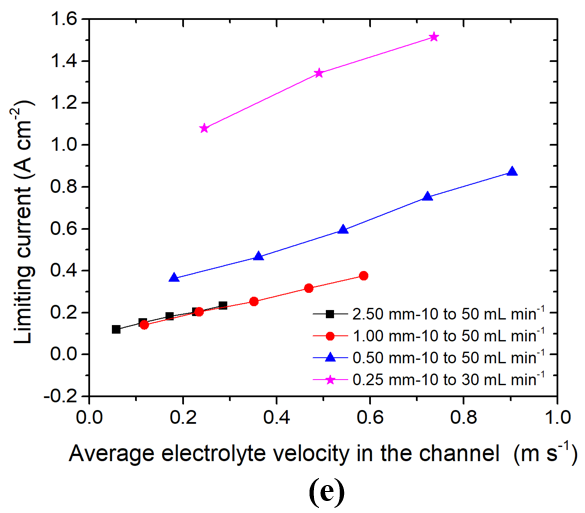 1.6
1.4
1.2
1.0
0.8
0.6
0.4
0.2
0.0
-0.2
Limiting current (A cm⁻²)
2.50 mm-10 to 50 mL min⁻¹
1.00 mm-10 to 50 mL min⁻¹
0.50 mm-10 to 50 mL min⁻¹
0.25 mm-10 to 30 mL min⁻¹
0.0 0.2 0.4 0.6 0.8 1.0
Average electrolyte velocity in the channel (m s⁻¹)
(e)